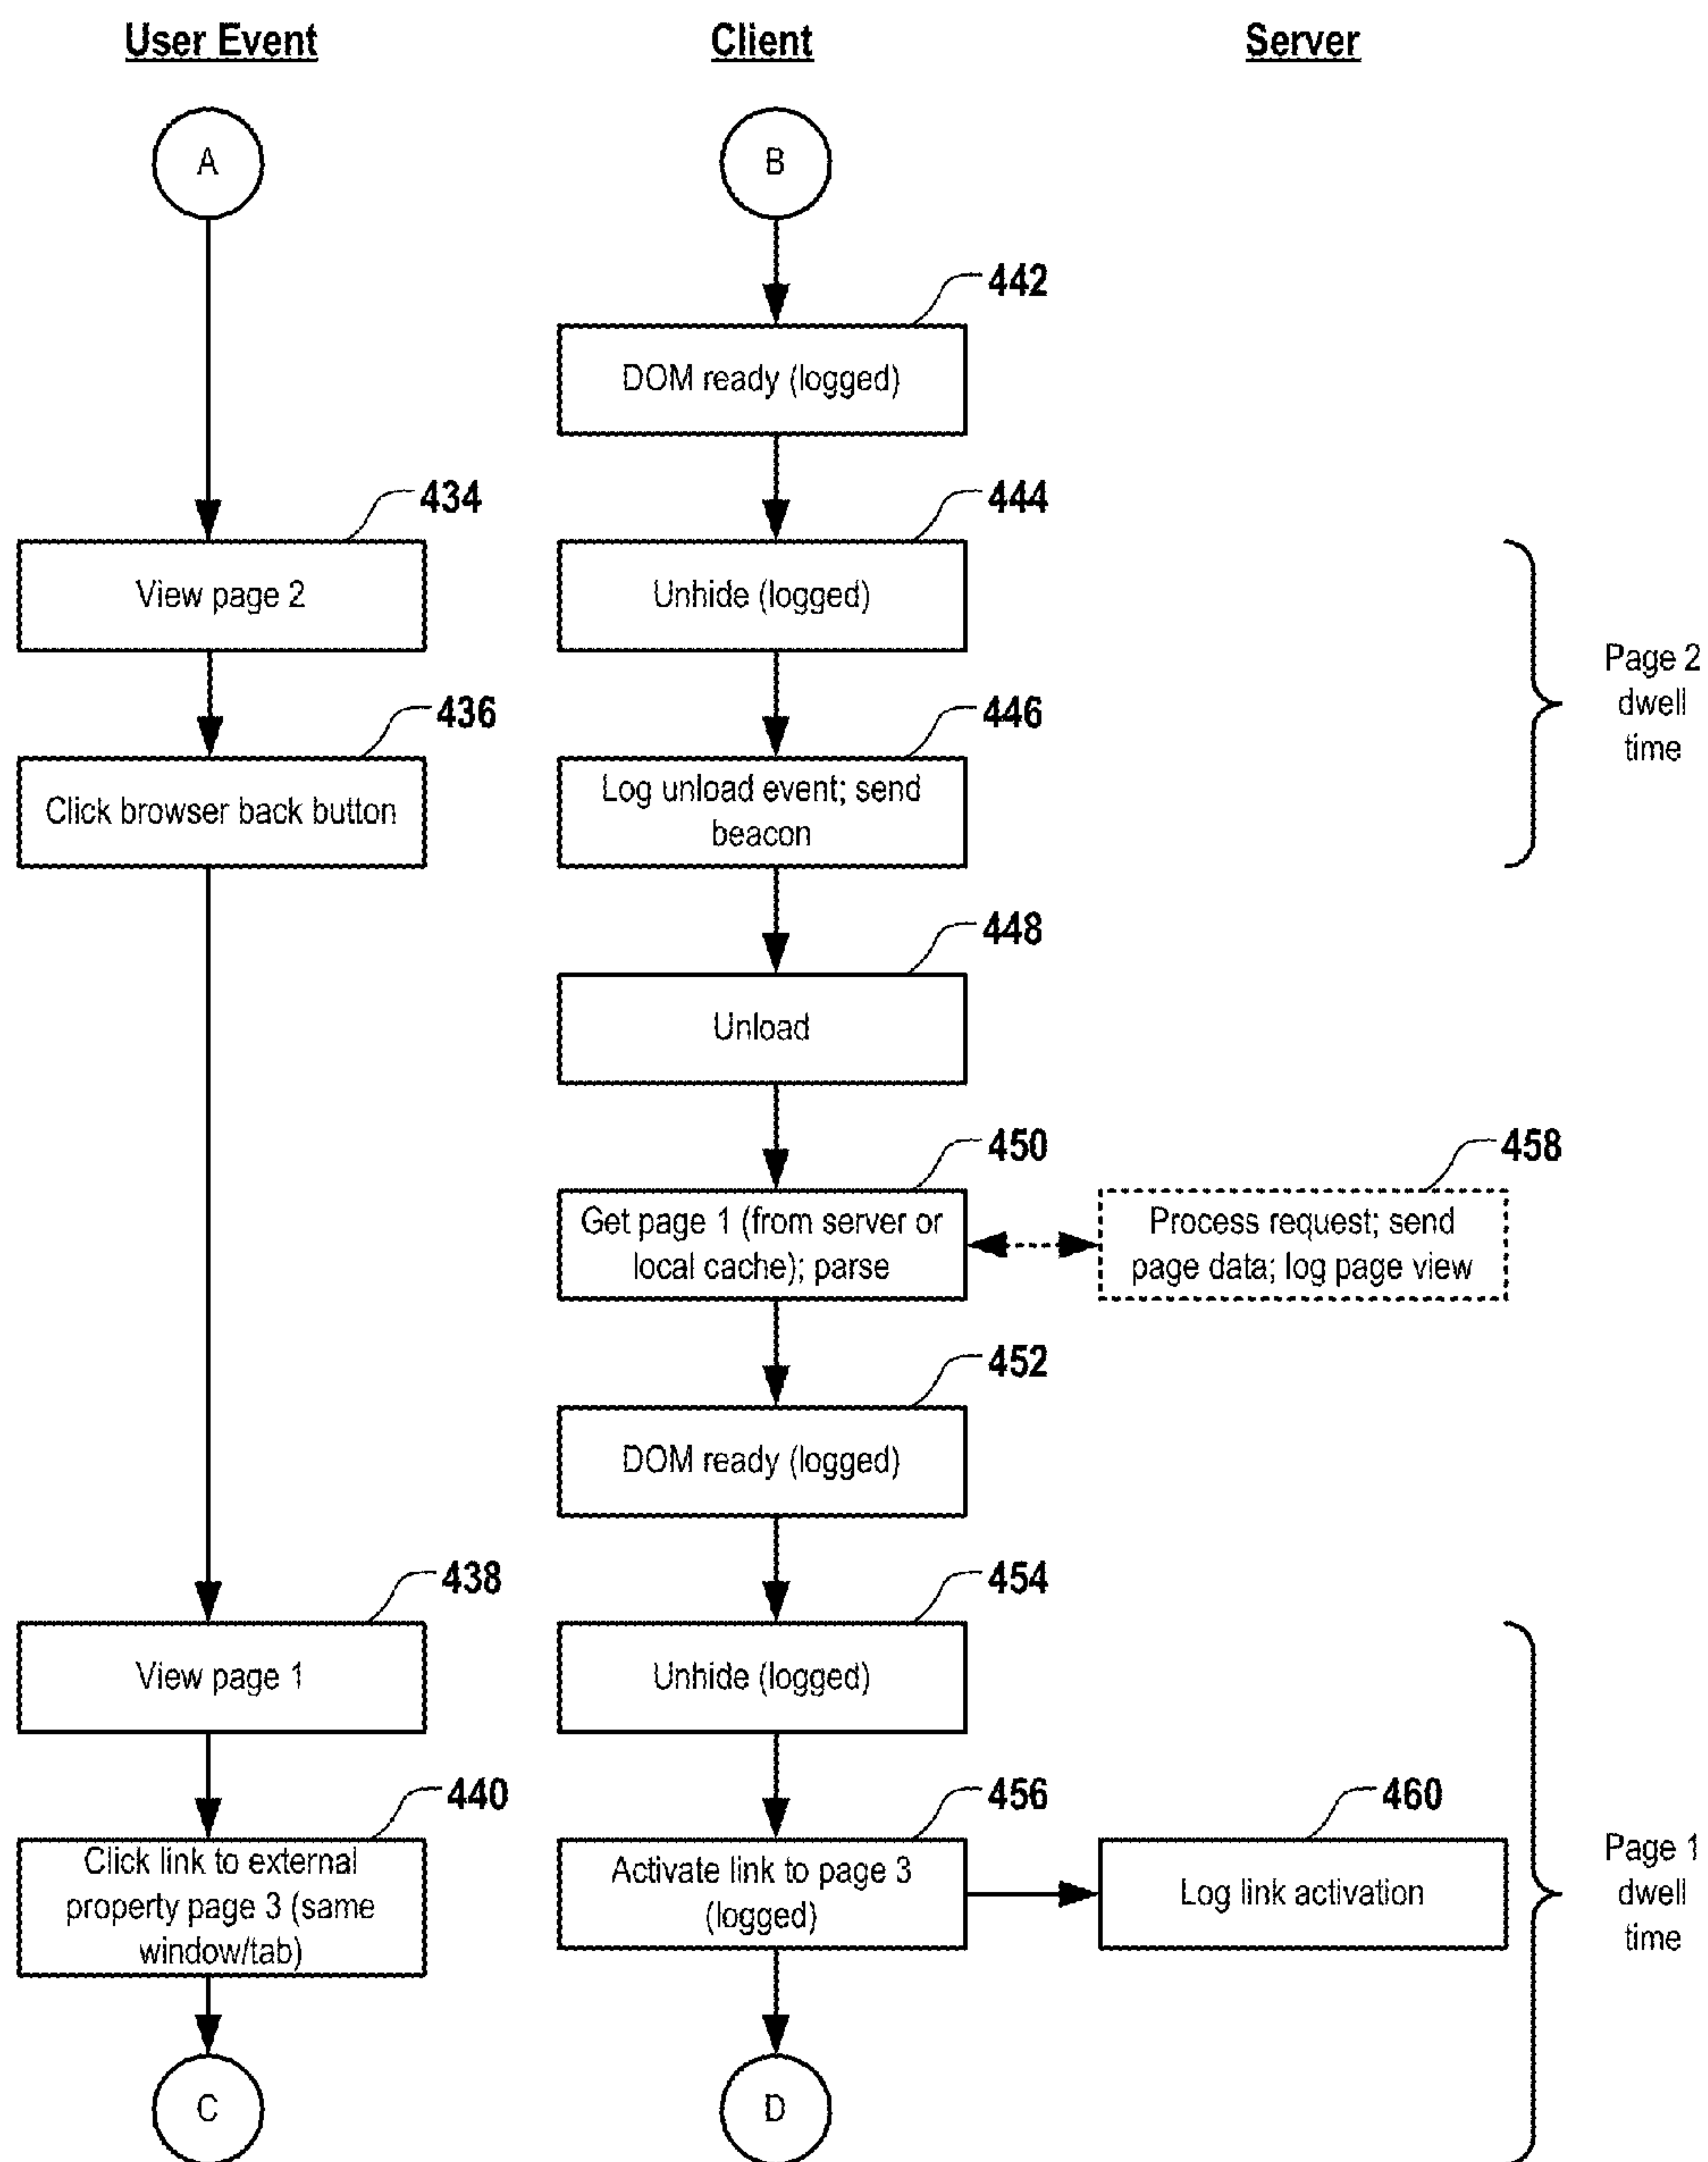 User Event
Client
Server
A
B
442
DOM ready (logged)
434
444
View page 2
Unhide (logged)
Page 2
dwell
time
436
446
Click browser back button
Log unload event; send
beacon
448
Unload
450
458
Get page 1 (from server or
local cache); parse
Process request; send
page data; log page view
452
DOM ready (logged)
438
454
View page 1
Unhide (logged)
440
456
460
Click link to external
property page 3 (same
window/tab)
Activate link to page 3
(logged)
Log link activation
Page 1
dwell
time
C
D